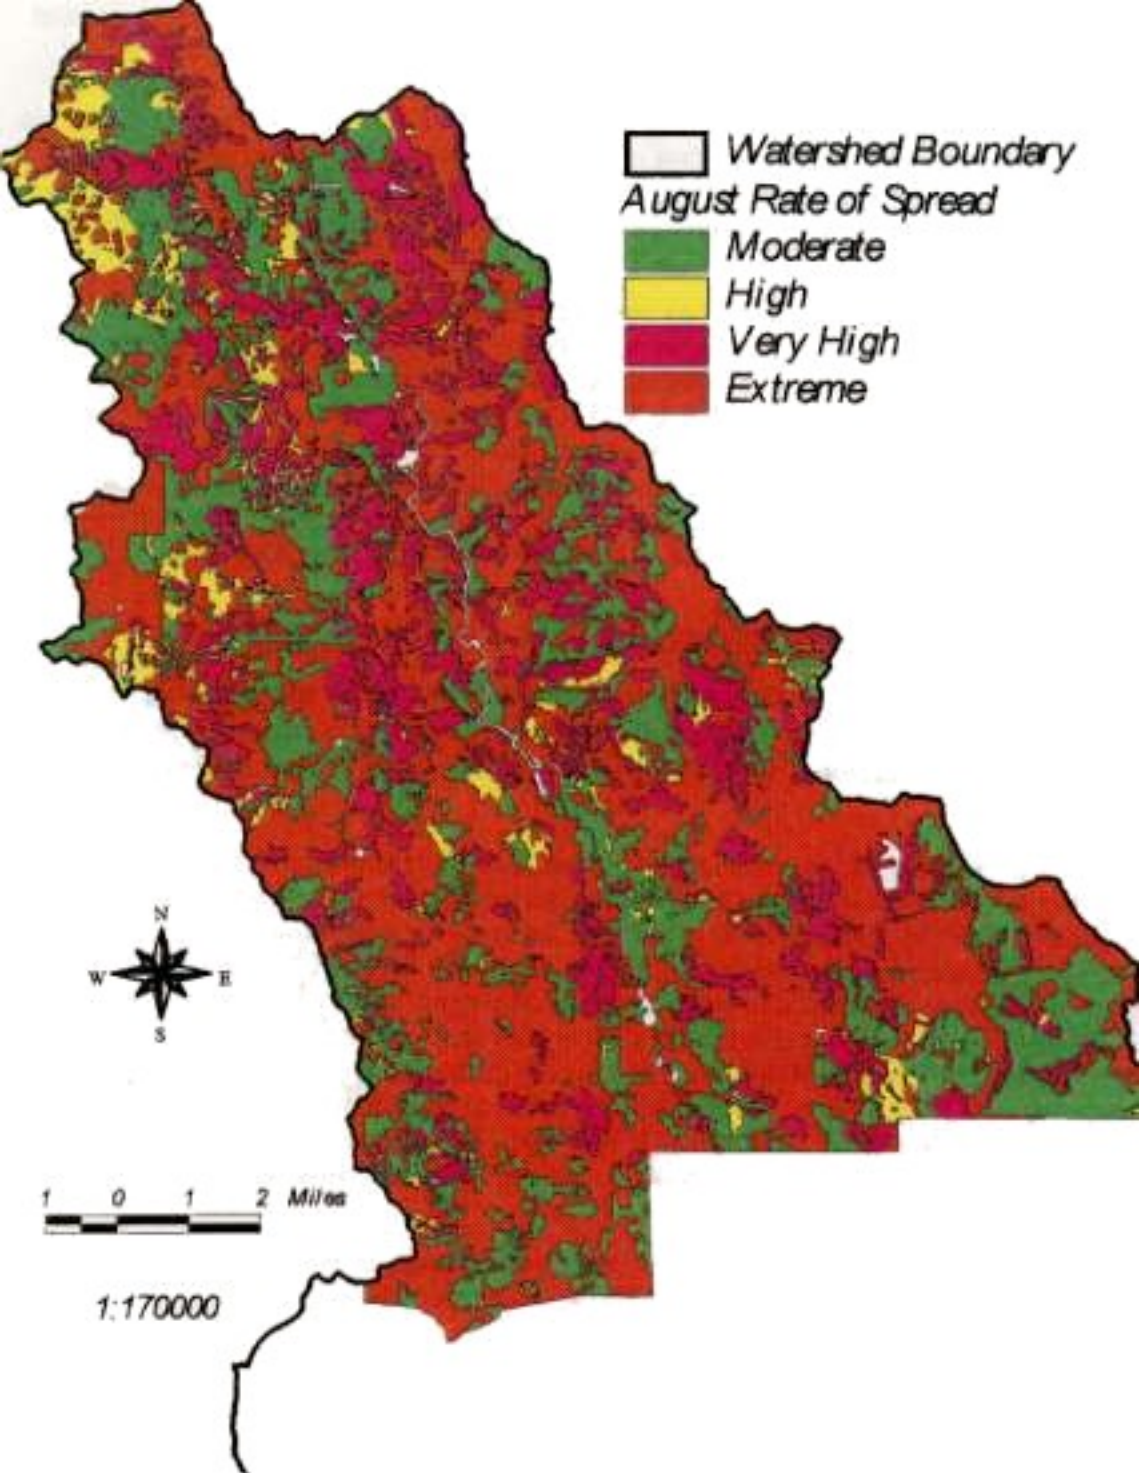 Watershed Boundary
August Rate of Spread
Moderate
High
Very High
Extreme
N
W E
S
1 0 1 2 Miles
1:170000